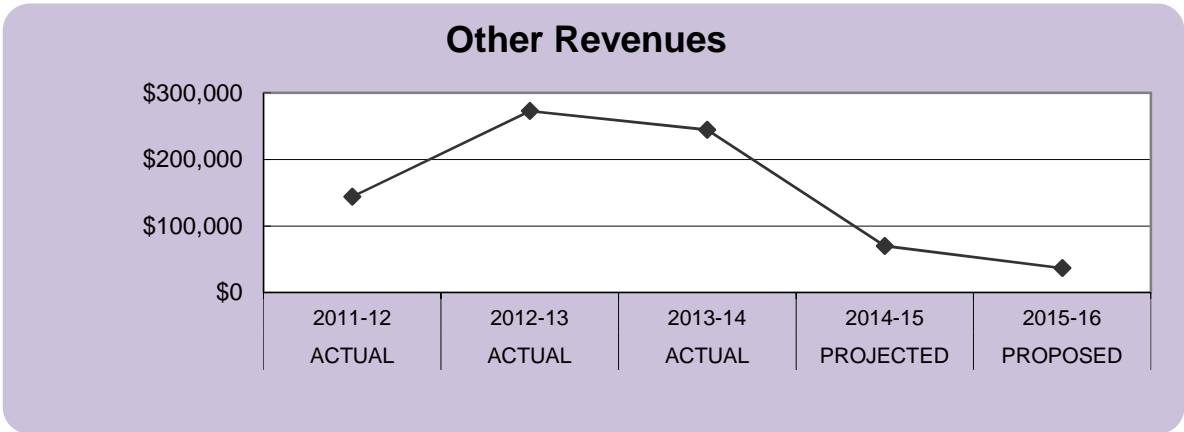 Other Revenues
$300,000
$200,000
$100,000
$0
2011-12 2012-13 2013-14 2014-15 2015-16
ACTUAL ACTUAL ACTUAL PROJECTED PROPOSED